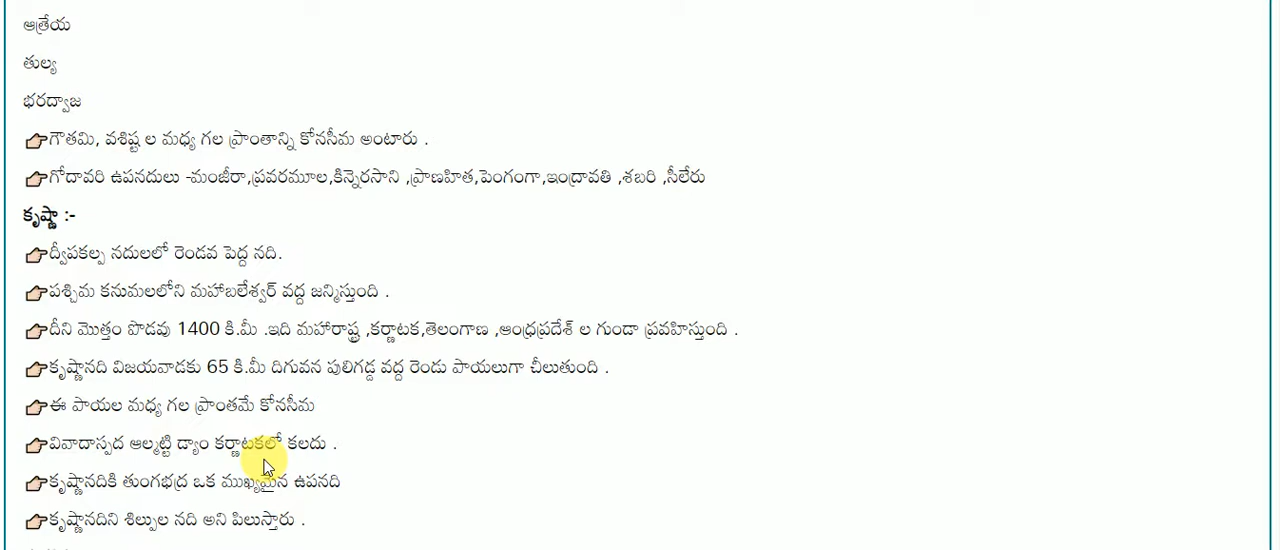 ఆత్రేయ
తుల్య
భరద్వాజ
👉గౌతమి, వశిష్ట ల మధ్య గల ప్రాంతాన్ని కోనసీమ అంటారు .
👉గోదావరి ఉపనదులు -మంజీరా,ప్రవరమూల,కిన్నెరసాని ,ప్రాణహిత,పెంగంగా,ఇంద్రావతి ,శబరి ,సీలేరు
కృష్ణా :-
👉ద్వీపకల్ప నదులలో రెండవ పెద్ద నది.
👉పశ్చిమ కనుమలలోని మహాబలేశ్వర్ వద్ద జన్మిస్తుంది .
👉దీని మొత్తం పొడవు 1400 కి.మీ .ఇది మహారాష్ట్ర ,కర్ణాటక,తెలంగాణ ,ఆంధ్రప్రదేశ్ ల గుండా ప్రవహిస్తుంది .
👉కృష్ణానది విజయవాడకు 65 కి.మీ దిగువన పులిగడ్డ వద్ద రెండు పాయలుగా చీలుతుంది .
👉ఈ పాయల మధ్య గల ప్రాంతమే కోనసీమ
👉వివాదాస్పద ఆల్మట్టి డ్యాం కర్ణాటకలో కలదు .
👉కృష్ణానదికి తుంగభద్ర ఒక ముఖ్యమైన ఉపనది
👉కృష్ణానదిని శిల్పుల నది అని పిలుస్తారు .